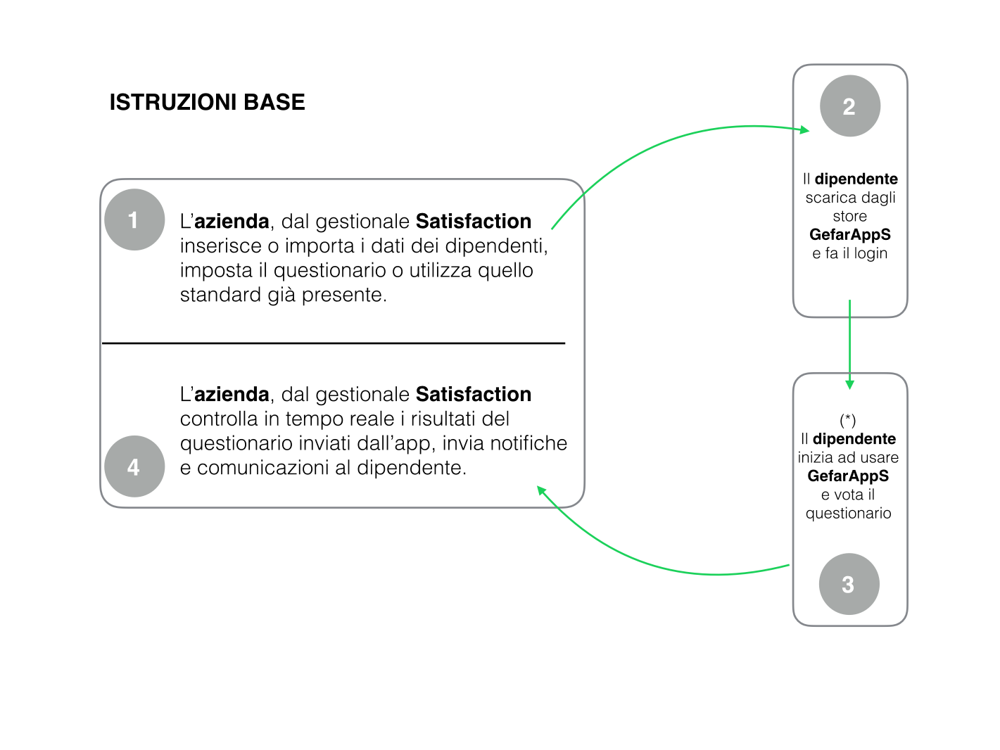 ISTRUZIONI BASE
1
L’azienda, dal gestionale Satisfaction
inserisce o importa i dati dei dipendenti,
imposta il questionario o utilizza quello
standard già presente.
2
Il dipendente
scarica dagli
store
GefarAppS
e fa il login
(*)
Il dipendente
inizia ad usare
GefarAppS
e vota il
questionario
3
L’azienda, dal gestionale Satisfaction
controlla in tempo reale i risultati del
questionario inviati dall’app, invia notifiche
e comunicazioni al dipendente.
4